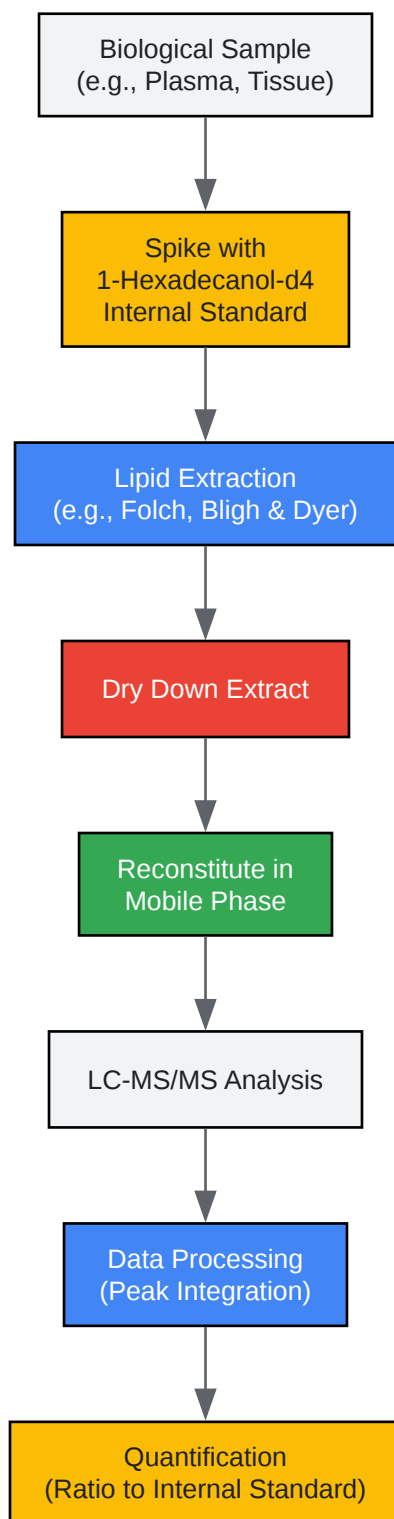 Biological Sample
(e.g., Plasma, Tissue)
Spike with
1-Hexadecanol-d4
Internal Standard
Lipid Extraction
(e.g., Folch, Bligh & Dyer)
Dry Down Extract
Reconstitute in
Mobile Phase
LC-MS/MS Analysis
Data Processing
(Peak Integration)
Quantification
(Ratio to Internal Standard)